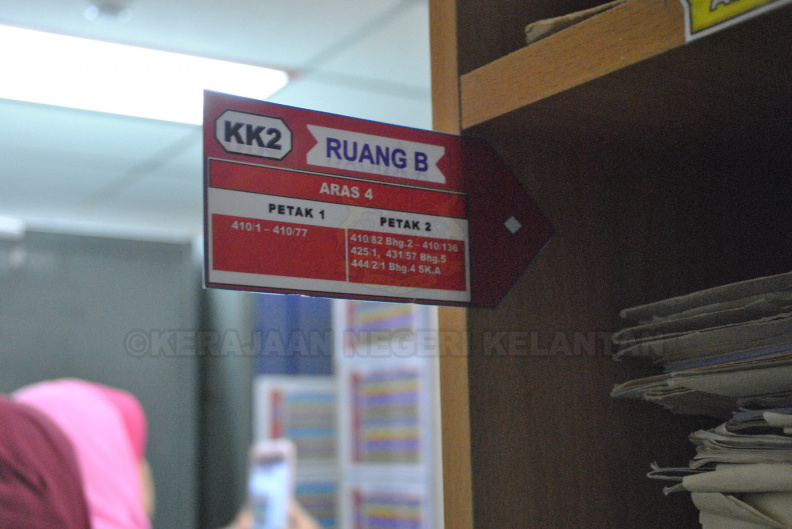 KK2
RUANG B
ARAS 4
PETAK 1
PETAK 2
410/1 – 410/77
410/82 Bhg.2 – 410/136
425/1, 431/57 Bhg.5
444/2/1 Bhg.4 SK.A
©KERAJAAN NEGERI KELANTAN